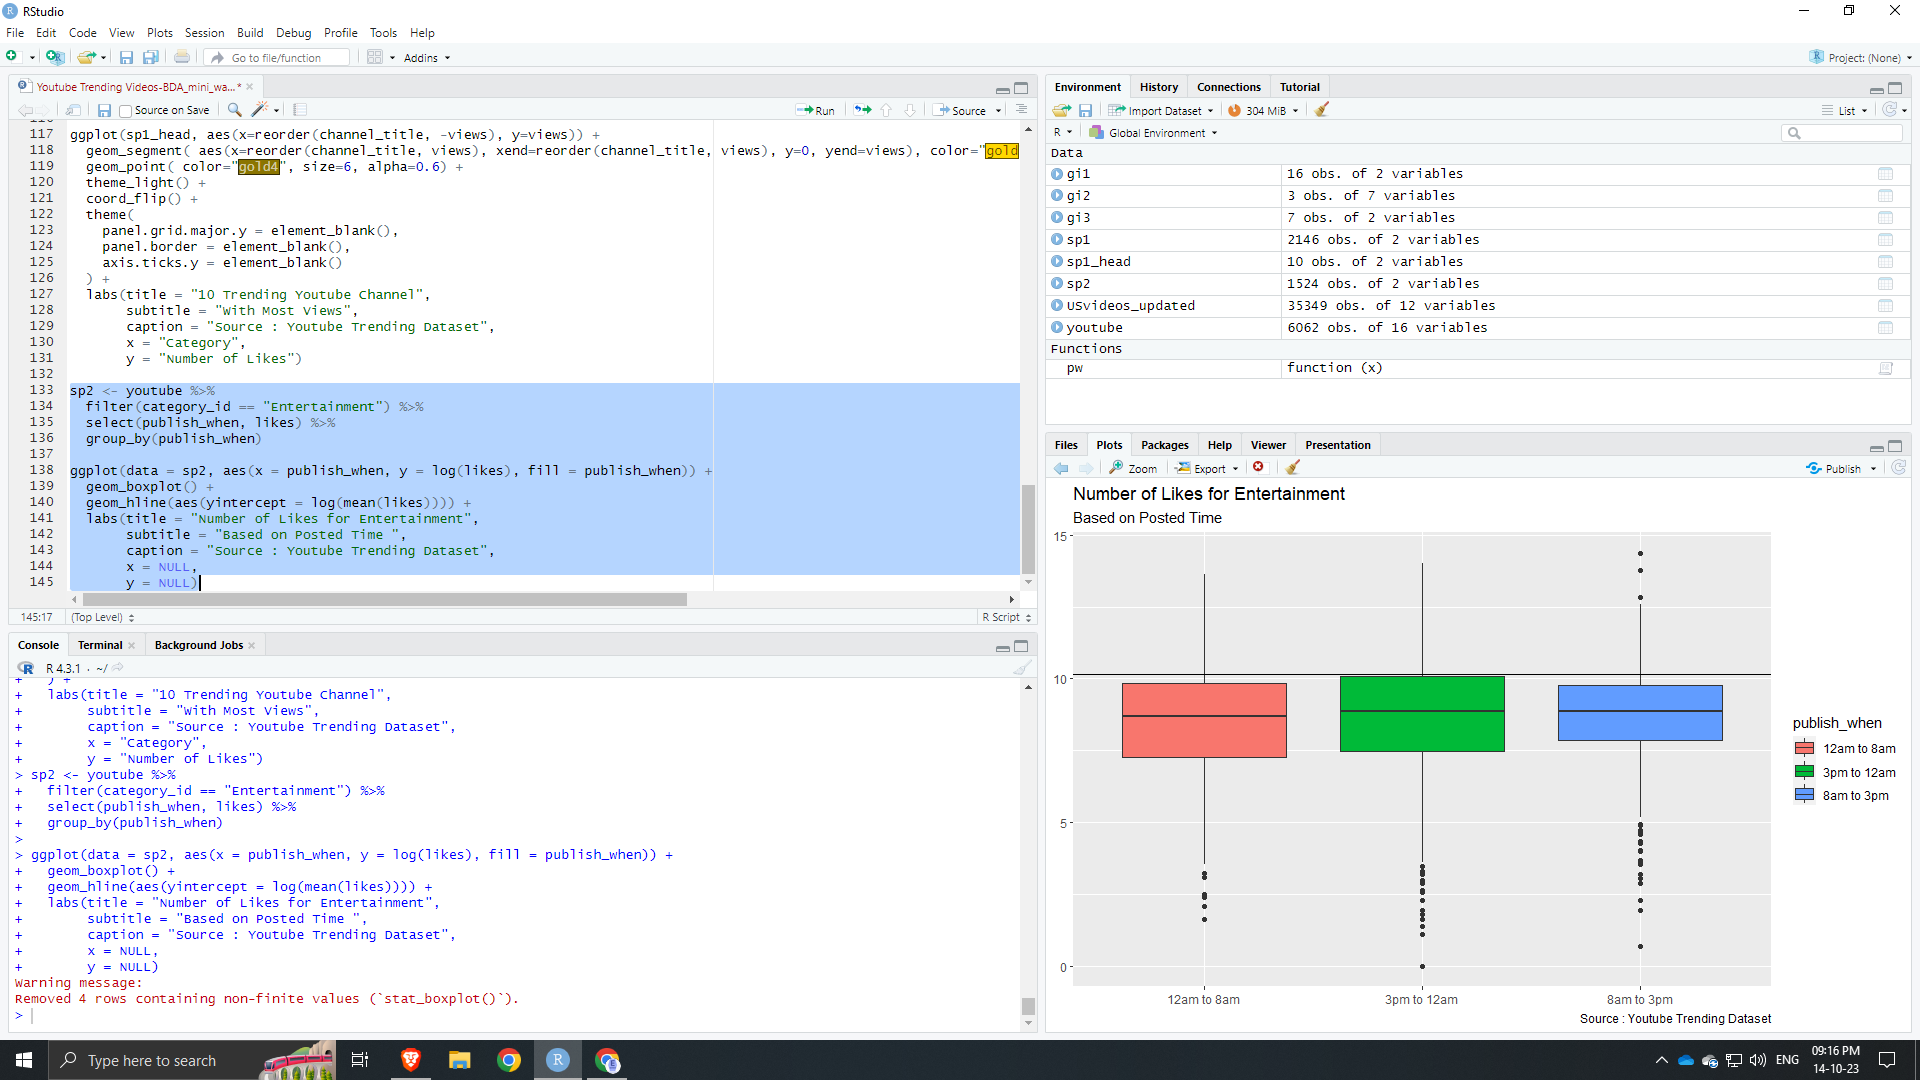 RStudio
File Edit Code View Plots Session Build Debug Profile Tools Help
Go to file/function Addins Project: (None)
Youtube Trending Videos-BDA_mini_wa...*
Source on Save Run Source
117 ggplot(sp1_head, aes(x=reorder(channel_title, -views), y=views)) +
118 geom_segment( aes(x=reorder(channel_title, views), xend=reorder(channel_title, views), y=0, yend=views), color="gold
119 geom_point( color="gold4", size=6, alpha=0.6) +
120 theme_light() +
121 coord_flip() +
122 theme(
123 panel.grid.major.y = element_blank(),
124 panel.border = element_blank(),
125 axis.ticks.y = element_blank()
126 ) +
127 labs(title = "10 Trending Youtube Channel",
128 subtitle = "With Most Views",
129 caption = "Source : Youtube Trending Dataset",
130 x = "Category",
131 y = "Number of Likes")
132
133 sp2 <- youtube %>%
134 filter(category_id == "Entertainment") %>%
135 select(publish_when, likes) %>%
136 group_by(publish_when)
137
138 ggplot(data = sp2, aes(x = publish_when, y = log(likes), fill = publish_when)) +
139 geom_boxplot() +
140 geom_hline(aes(yintercept = log(mean(likes)))) +
141 labs(title = "Number of Likes for Entertainment",
142 subtitle = "Based on Posted Time ",
143 caption = "Source : Youtube Trending Dataset",
144 x = NULL,
145 y = NULL)
145:17 (Top Level) R Script
Console Terminal Background Jobs
R 4.3.1 · ~/
+ ) +
+ labs(title = "10 Trending Youtube Channel",
+ subtitle = "With Most Views",
+ caption = "Source : Youtube Trending Dataset",
+ x = "Category",
+ y = "Number of Likes")
> sp2 <- youtube %>%
+ filter(category_id == "Entertainment") %>%
+ select(publish_when, likes) %>%
+ group_by(publish_when)
>
> ggplot(data = sp2, aes(x = publish_when, y = log(likes), fill = publish_when)) +
+ geom_boxplot() +
+ geom_hline(aes(yintercept = log(mean(likes)))) +
+ labs(title = "Number of Likes for Entertainment",
+ subtitle = "Based on Posted Time ",
+ caption = "Source : Youtube Trending Dataset",
+ x = NULL,
+ y = NULL)
Warning message:
Removed 4 rows containing non-finite values (`stat_boxplot()`).
>
Environment History Connections Tutorial
Import Dataset 304 MiB List
R Global Environment
Data
gi1 16 obs. of 2 variables
gi2 3 obs. of 7 variables
gi3 7 obs. of 2 variables
sp1 2146 obs. of 2 variables
sp1_head 10 obs. of 2 variables
sp2 1524 obs. of 2 variables
USvideos_updated 35349 obs. of 12 variables
youtube 6062 obs. of 16 variables
Functions
pw function (x)
Files Plots Packages Help Viewer Presentation
Zoom Export Publish
Number of Likes for Entertainment
Based on Posted Time
15
10
5
0
12am to 8am 3pm to 12am 8am to 3pm
Source : Youtube Trending Dataset
publish_when
12am to 8am
3pm to 12am
8am to 3pm
Type here to search
ENG
09:16 PM
14-10-23